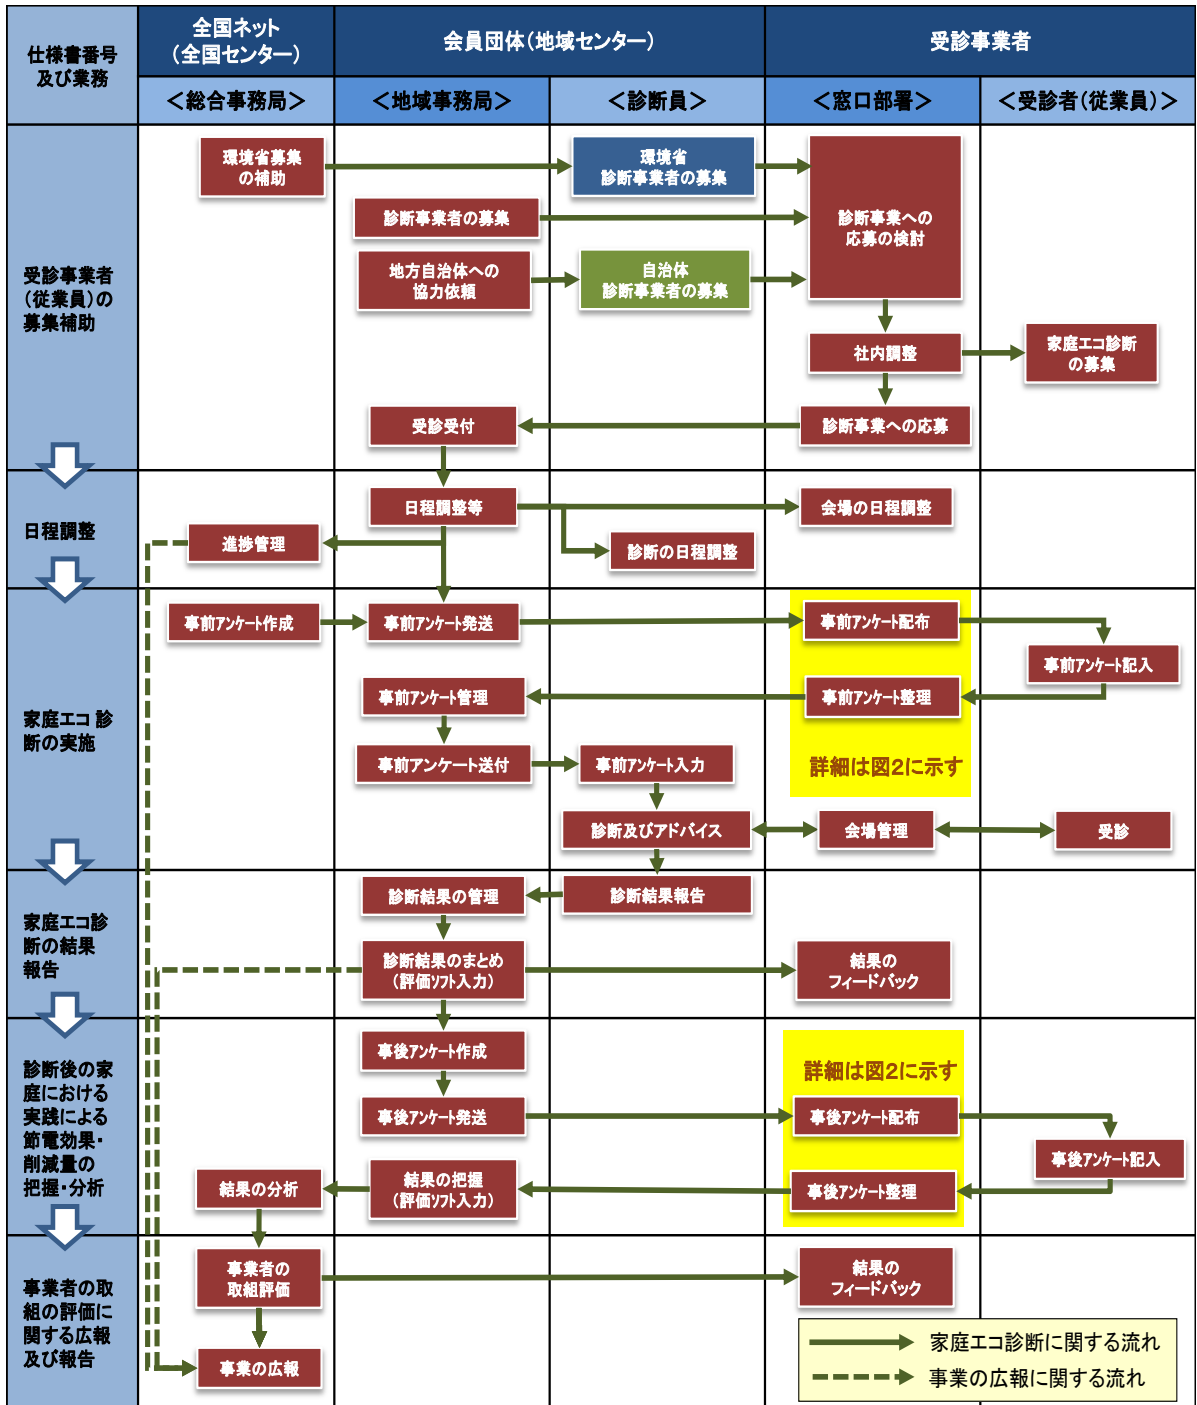 仕様書番号
及び業務
全国ネット
(全国センター)
会員団体(地域センター)
受診事業者
<総合事務局>
<地域事務局>
<診断員>
<窓口部署>
<受診者(従業員)>
受診事業者
(従業員)の
募集補助
環境省募集
の補助
環境省
診断事業者の募集
診断事業者の募集
診断事業への
応募の検討
地方自治体への
協力依頼
自治体
診断事業者の募集
社内調整
家庭エコ診断
の募集
受診受付
診断事業への応募
日程調整
日程調整等
会場の日程調整
進捗管理
診断の日程調整
家庭エコ 診
断の実施
事前アンケート作成
事前アンケート発送
事前アンケート配布
事前アンケート記入
事前アンケート管理
事前アンケート整理
事前アンケート送付
事前アンケート入力
詳細は図2に示す
診断及びアドバイス
会場管理
受診
家庭エコ診
断の結果
報告
診断結果の管理
診断結果報告
診断結果のまとめ
(評価ソフト入力)
結果の
フィードバック
診断後の家
庭における
実践による
節電効果・
削減量の
把握・分析
事後アンケート作成
詳細は図2に示す
事後アンケート発送
事後アンケート配布
事後アンケート記入
結果の分析
結果の把握
(評価ソフト入力)
事後アンケート整理
事業者の取
組の評価に
関する広報
及び報告
事業者の
取組評価
結果の
フィードバック
事業の広報
家庭エコ診断に関する流れ
事業の広報に関する流れ